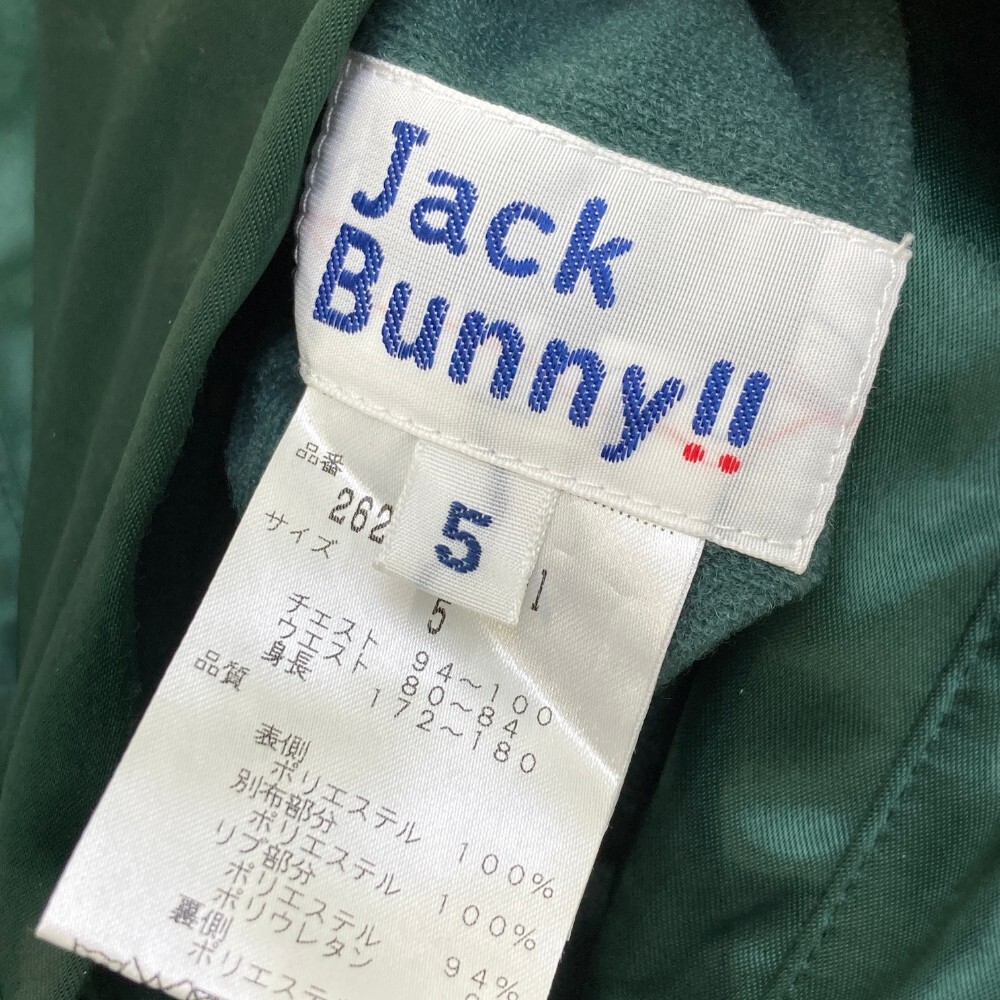 Jack
Bunny!!
5
品番
262 1
サイズ 5
チエスト 94～100
ウエスト 80～84
身長 172～180
品質
表側
ポリエステル 100%
別布部分
ポリエステル 100%
リブ部分
ポリエステル 94%
ポリウレタン
裏側
ポリエステル